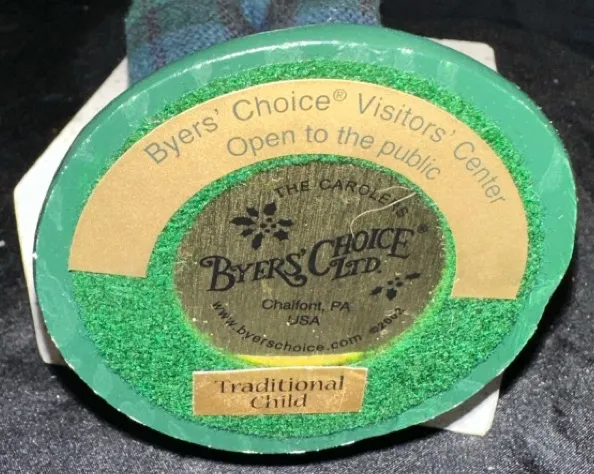 Byers' Choice® Visitors' Center
Open to the public
THE CAROLERS
BYERS' CHOICE®
LTD.
Chalfont, PA
USA
www.byerschoice.com ©2002
Traditional
Child